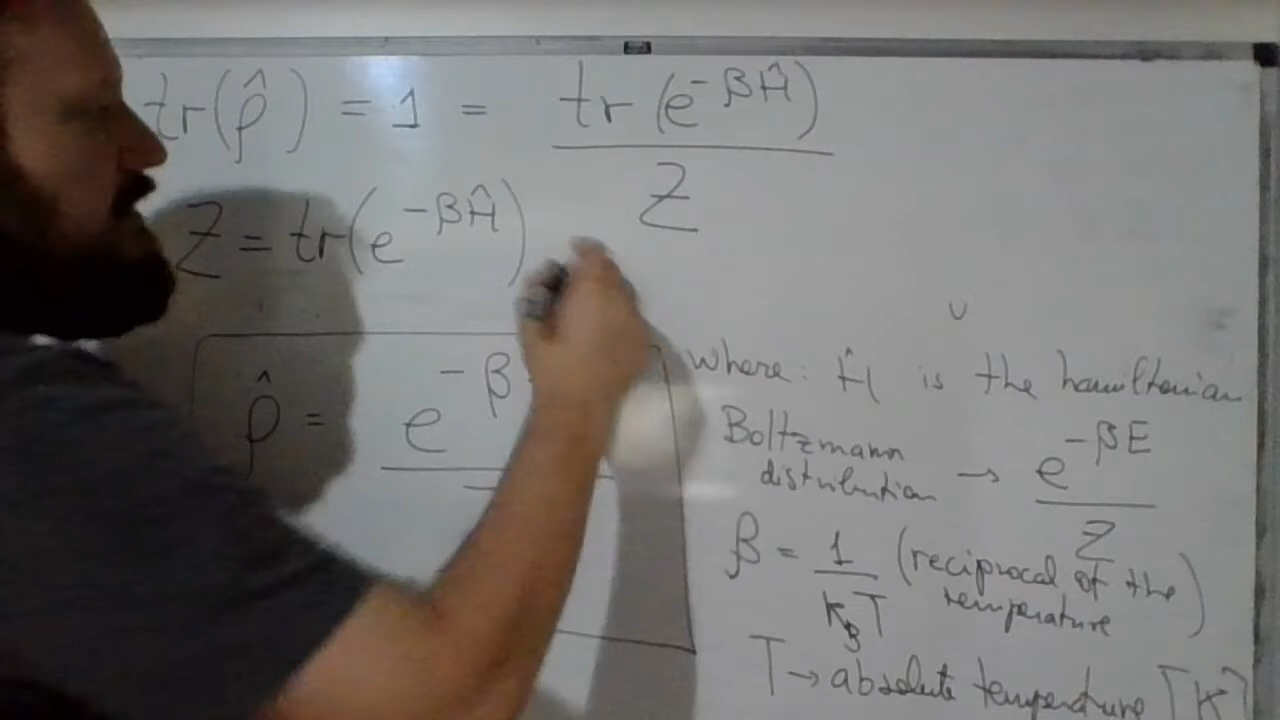 tr(ρ̂) = 1 = tr(e^{-βĤ}) / Z
Z = tr(e^{-βĤ})
ρ̂ = e^{-β
where: Ĥ is the hamiltonian
Boltzmann
distribution → e^{-βE} / Z
β = 1 / K_B T (reciprocal of the
temperature)
T → absolute temperature [K]